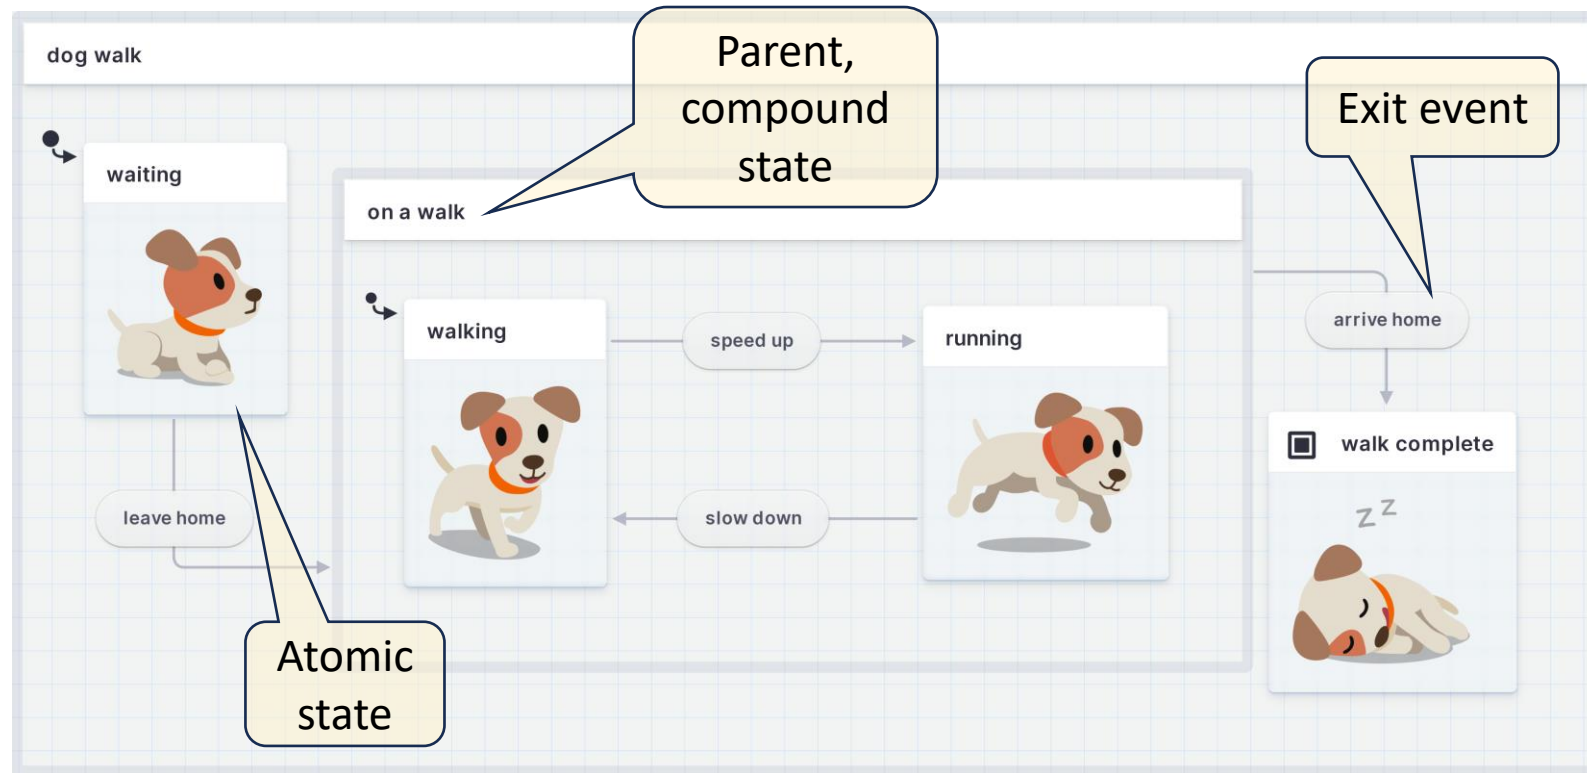 dog walk
Parent,
compound
state
Exit event
waiting
on a walk
walking
speed up
running
arrive home
walk complete
leave home
slow down
z z
Atomic
state